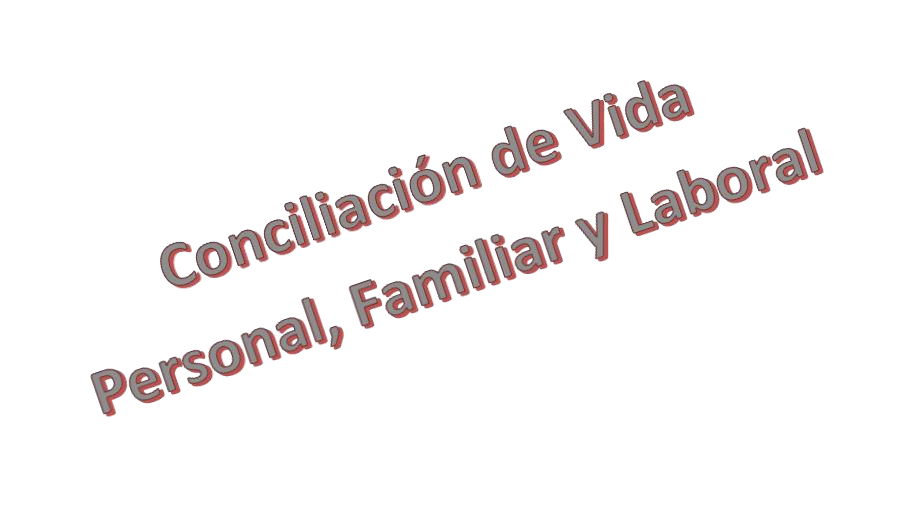 Conciliación de Vida
Personal, Familiar y Laboral